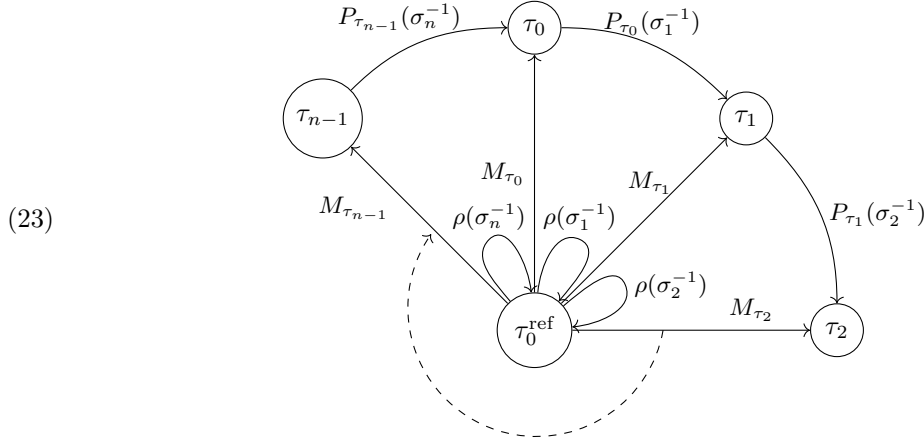 P_{τ_{n−1}}(σ_n^{−1})
τ_0
P_{τ_0}(σ_1^{−1})
τ_{n−1}
τ_1
M_{τ_0}
M_{τ_1}
M_{τ_{n−1}}
P_{τ_1}(σ_2^{−1})
(23)
ρ(σ_n^{−1})
ρ(σ_1^{−1})
ρ(σ_2^{−1})
M_{τ_2}
τ_0^{ref}
τ_2